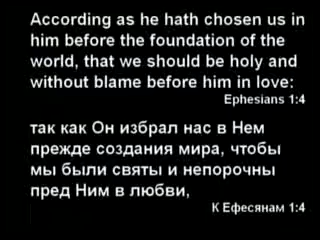 According as he hath chosen us in
him before the foundation of the
world, that we should be holy and
without blame before him in love:
Ephesians 1:4
так как Он избрал нас в Нем
прежде создания мира, чтобы
мы были святы и непорочны
пред Ним в любви,
К Ефесянам 1:4